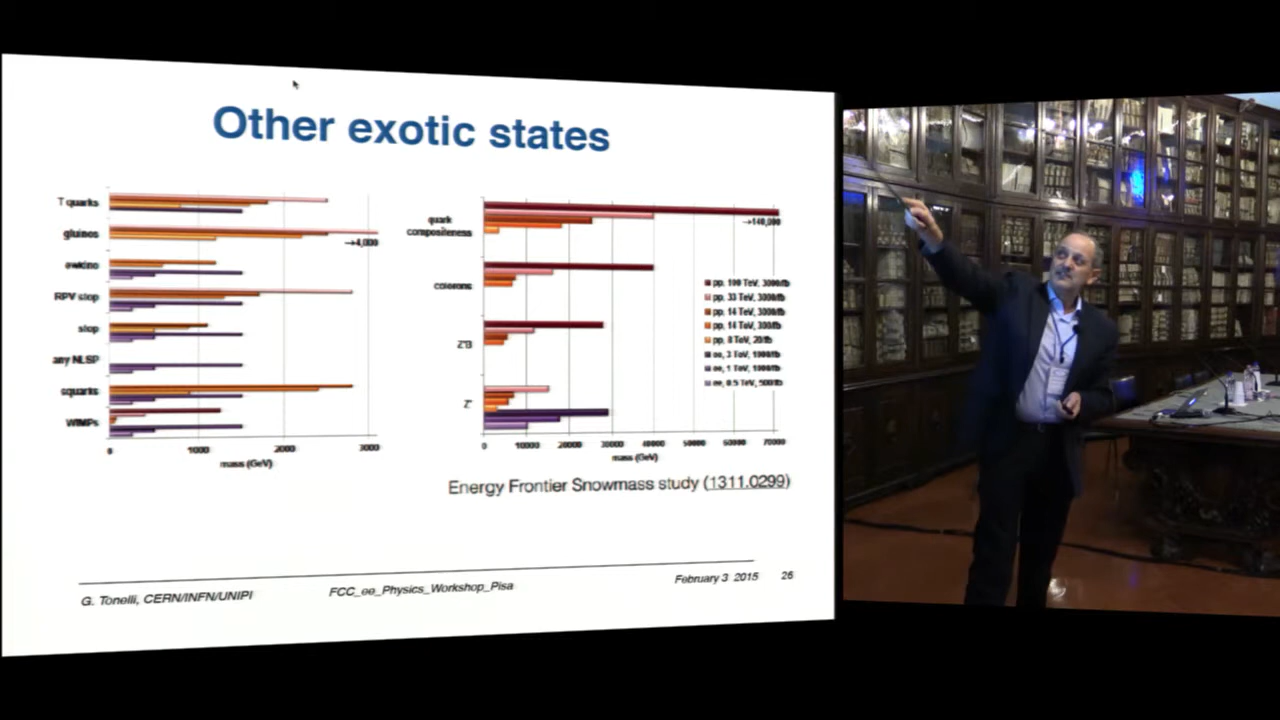 Other exotic states
T quarks
gluinos
→4,000
ewkino
RPV stop
stop
any NLSP
squarks
WIMPs
0 1000 2000 3000
mass (GeV)
quark
compositeness
→140,000
colorons
Z'B
Z'
pp, 100 TeV, 3000/fb
pp, 33 TeV, 3000/fb
pp, 14 TeV, 3000/fb
pp, 14 TeV, 300/fb
pp, 8 TeV, 20/fb
ee, 3 TeV, 1000/fb
ee, 1 TeV, 1000/fb
ee, 0.5 TeV, 500/fb
0 10000 20000 30000 40000 50000 60000 70000
mass (GeV)
Energy Frontier Snowmass study (1311.0299)
G. Tonelli, CERN/INFN/UNIPI FCC_ee_Physics_Workshop_Pisa February 3 2015 26